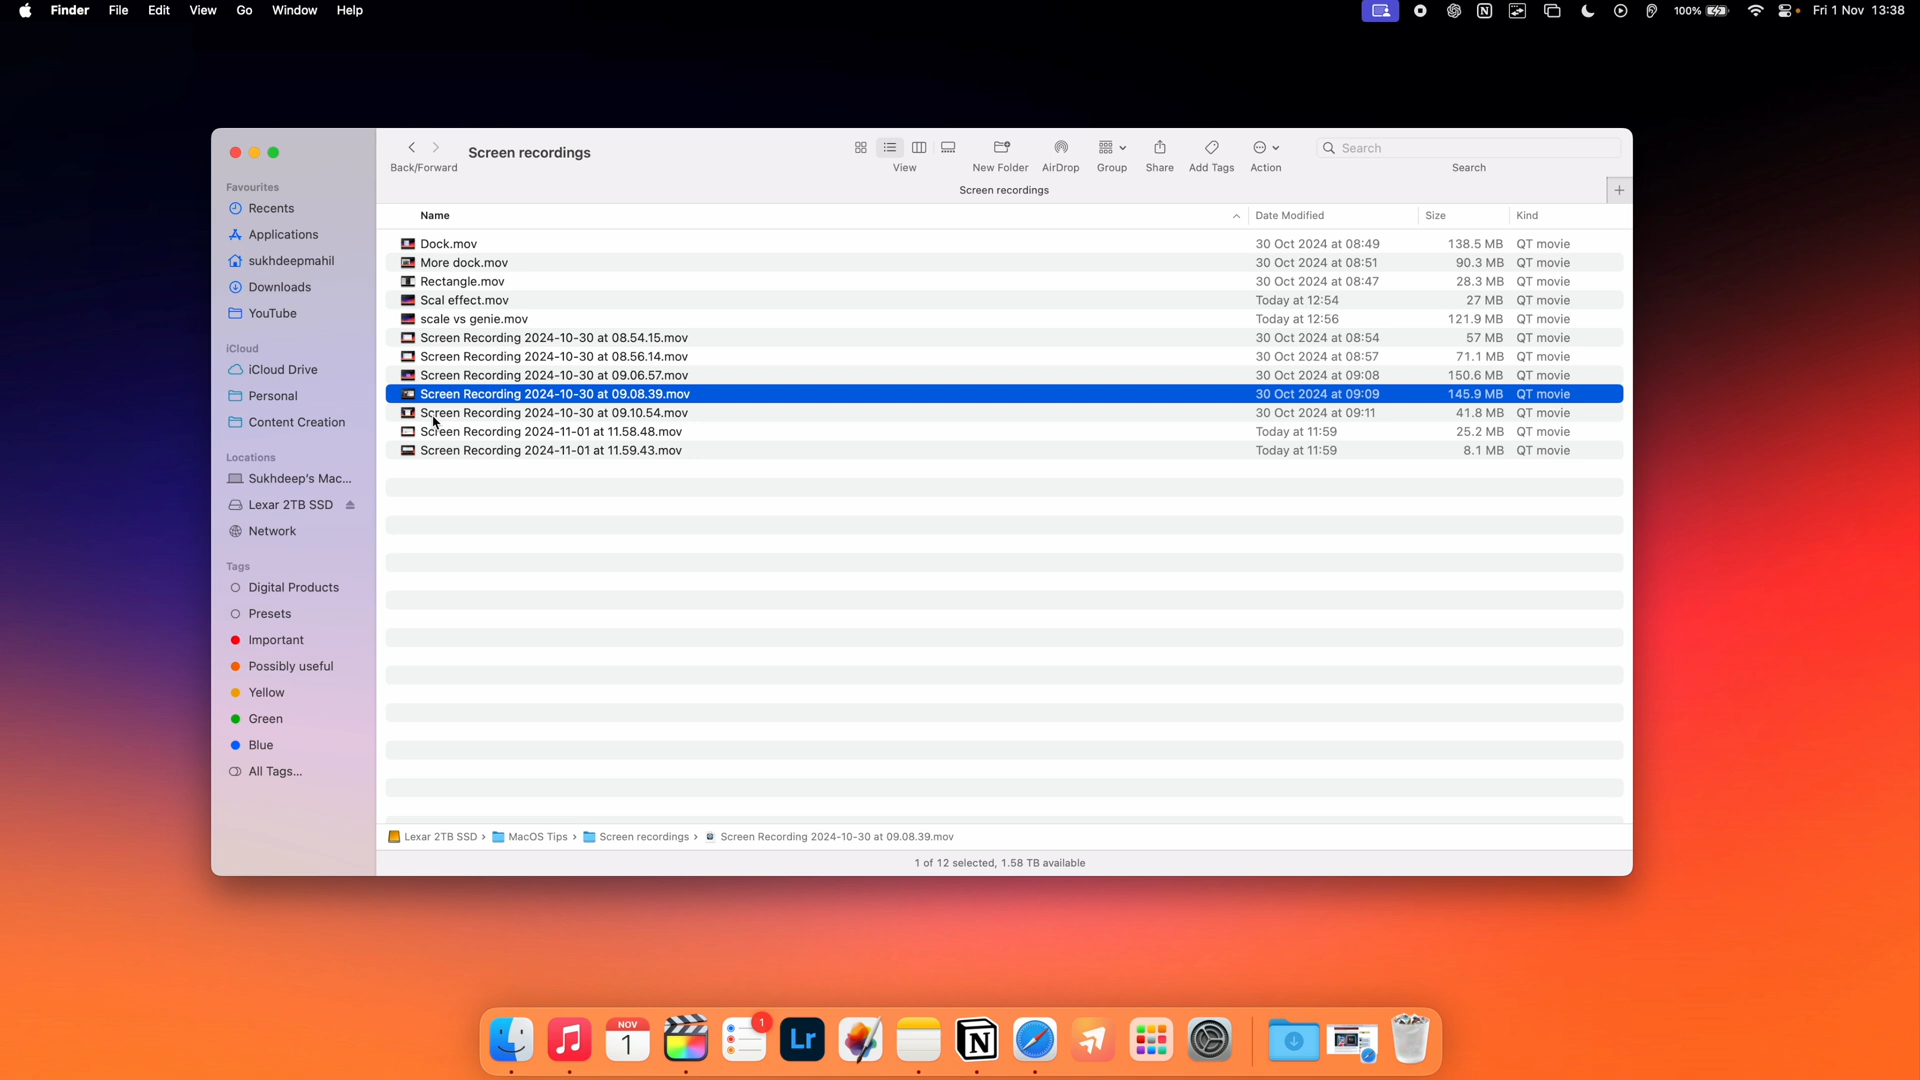 Finder File Edit View Go Window Help 100% Fri 1 Nov 13:38
Back/Forward
Screen recordings
View
New Folder
AirDrop
Group
Share
Add Tags
Action
Search
Search
Screen recordings
Favourites
Recents
Applications
sukhdeepmahil
Downloads
YouTube
iCloud
iCloud Drive
Personal
Content Creation
Locations
Sukhdeep's Mac...
Lexar 2TB SSD
Network
Tags
Digital Products
Presets
Important
Possibly useful
Yellow
Green
Blue
All Tags...
Name Date Modified Size Kind
Dock.mov 30 Oct 2024 at 08:49 138.5 MB QT movie
More dock.mov 30 Oct 2024 at 08:51 90.3 MB QT movie
Rectangle.mov 30 Oct 2024 at 08:47 28.3 MB QT movie
Scal effect.mov Today at 12:54 27 MB QT movie
scale vs genie.mov Today at 12:56 121.9 MB QT movie
Screen Recording 2024-10-30 at 08.54.15.mov 30 Oct 2024 at 08:54 57 MB QT movie
Screen Recording 2024-10-30 at 08.56.14.mov 30 Oct 2024 at 08:57 71.1 MB QT movie
Screen Recording 2024-10-30 at 09.06.57.mov 30 Oct 2024 at 09:08 150.6 MB QT movie
Screen Recording 2024-10-30 at 09.08.39.mov 30 Oct 2024 at 09:09 145.9 MB QT movie
Screen Recording 2024-10-30 at 09.10.54.mov 30 Oct 2024 at 09:11 41.8 MB QT movie
Screen Recording 2024-11-01 at 11.58.48.mov Today at 11:59 25.2 MB QT movie
Screen Recording 2024-11-01 at 11.59.43.mov Today at 11:59 8.1 MB QT movie
Lexar 2TB SSD › MacOS Tips › Screen recordings › Screen Recording 2024-10-30 at 09.08.39.mov
1 of 12 selected, 1.58 TB available
NOV
1
1
Lr
N